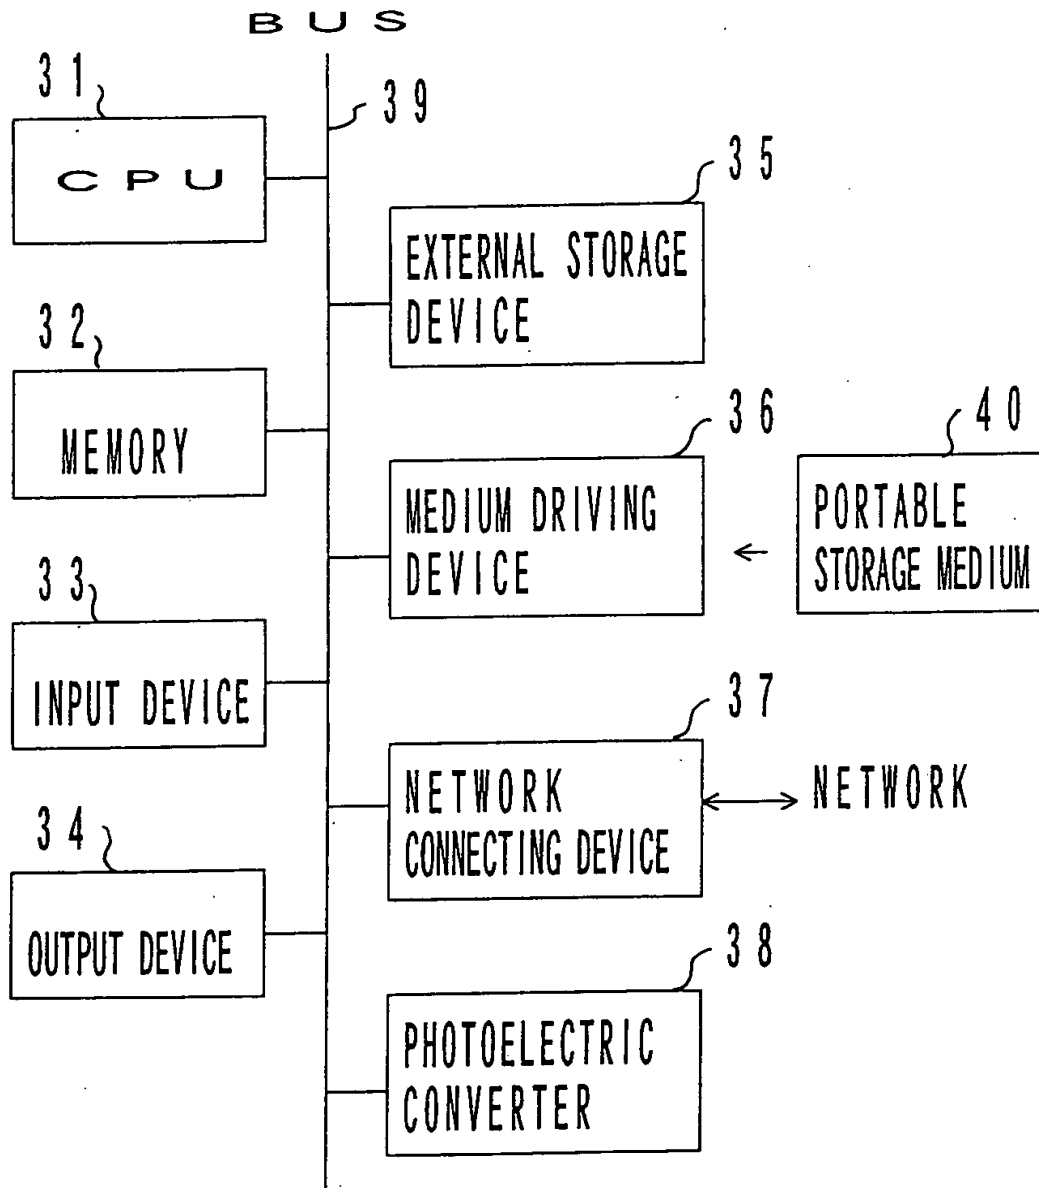 BUS
31
CPU
39
35
EXTERNAL STORAGE
DEVICE
32
MEMORY
36
MEDIUM DRIVING
DEVICE
40
PORTABLE
STORAGE MEDIUM
33
INPUT DEVICE
37
NETWORK
CONNECTING DEVICE
NETWORK
34
OUTPUT DEVICE
38
PHOTOELECTRIC
CONVERTER